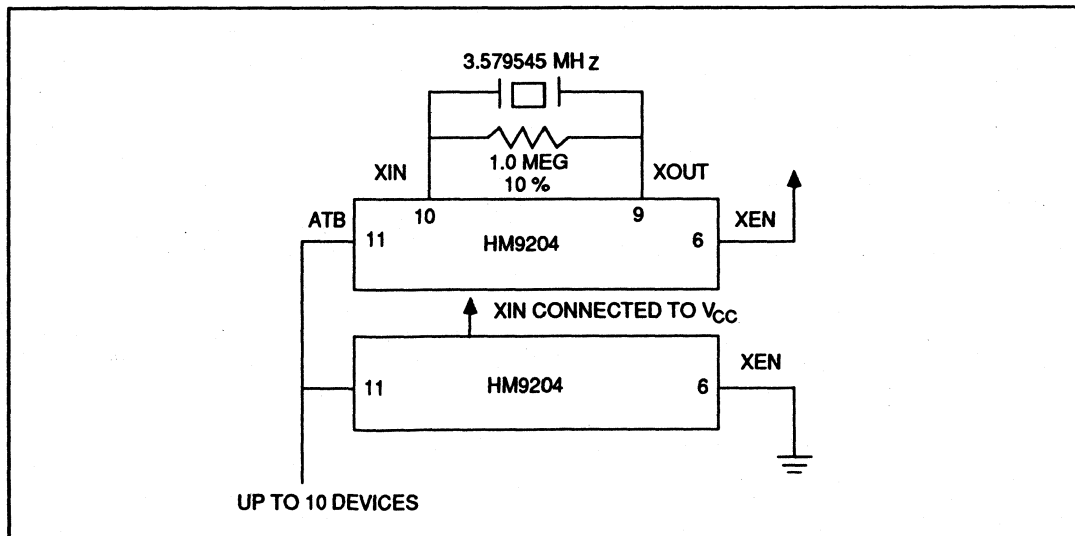 3.579545 MHz
1.0 MEG
10 %
XIN
XOUT
10
9
ATB
XEN
11
HM9204
6
XIN CONNECTED TO VCC
XEN
11
HM9204
6
UP TO 10 DEVICES